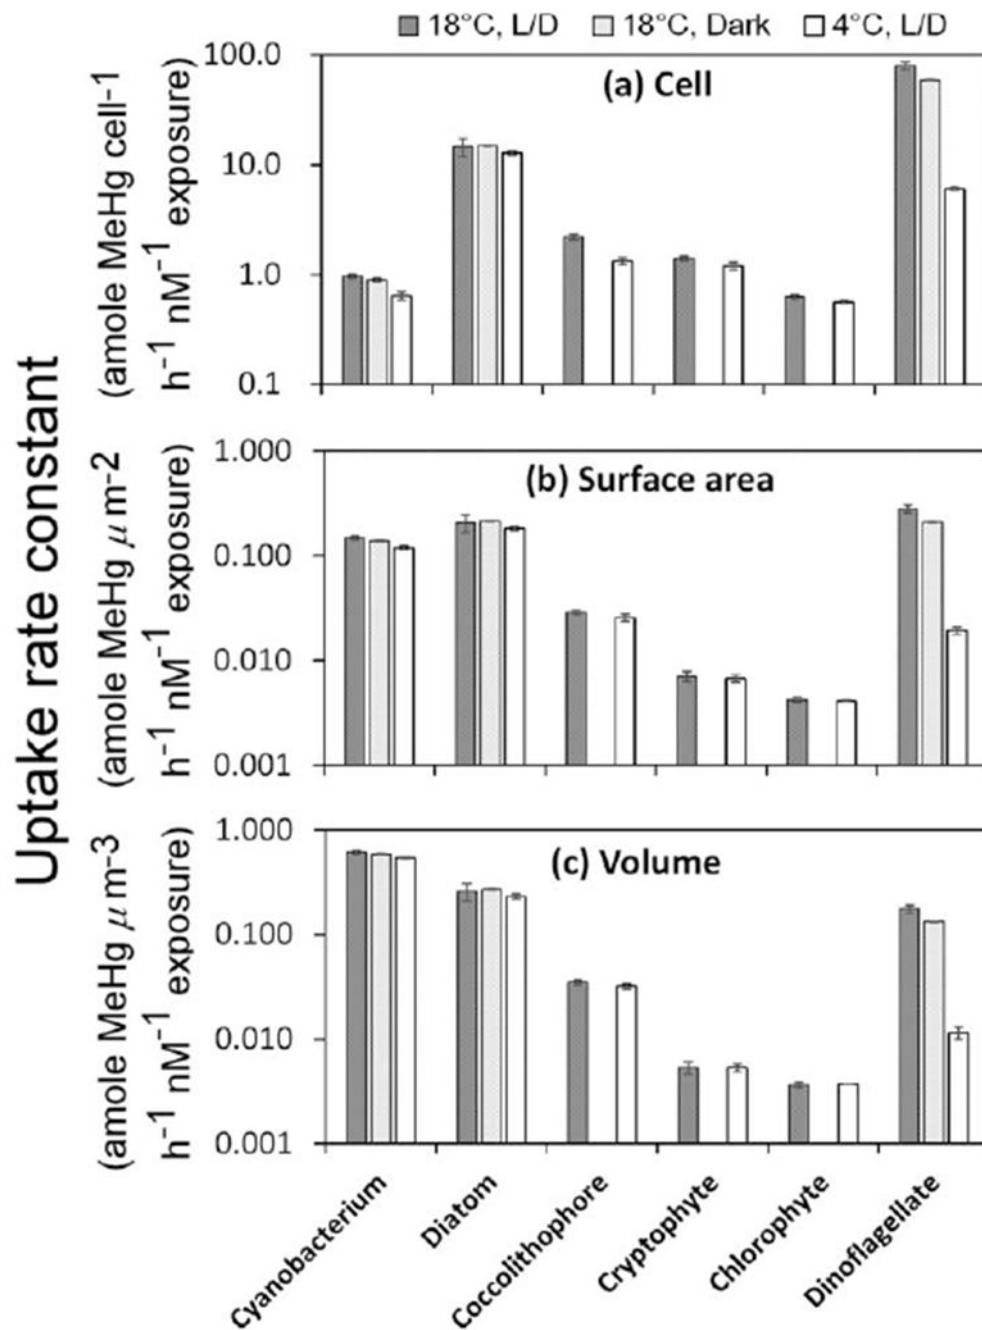 18°C, L/D 18°C, Dark 4°C, L/D
Uptake rate constant
(amole MeHg cell-1
h⁻¹ nM⁻¹ exposure)
100.0
10.0
1.0
0.1
(a) Cell
(amole MeHg μm-2
h⁻¹ nM⁻¹ exposure)
1.000
0.100
0.010
0.001
(b) Surface area
(amole MeHg μm-3
h⁻¹ nM⁻¹ exposure)
1.000
0.100
0.010
0.001
(c) Volume
Cyanobacterium
Diatom
Coccolithophore
Cryptophyte
Chlorophyte
Dinoflagellate